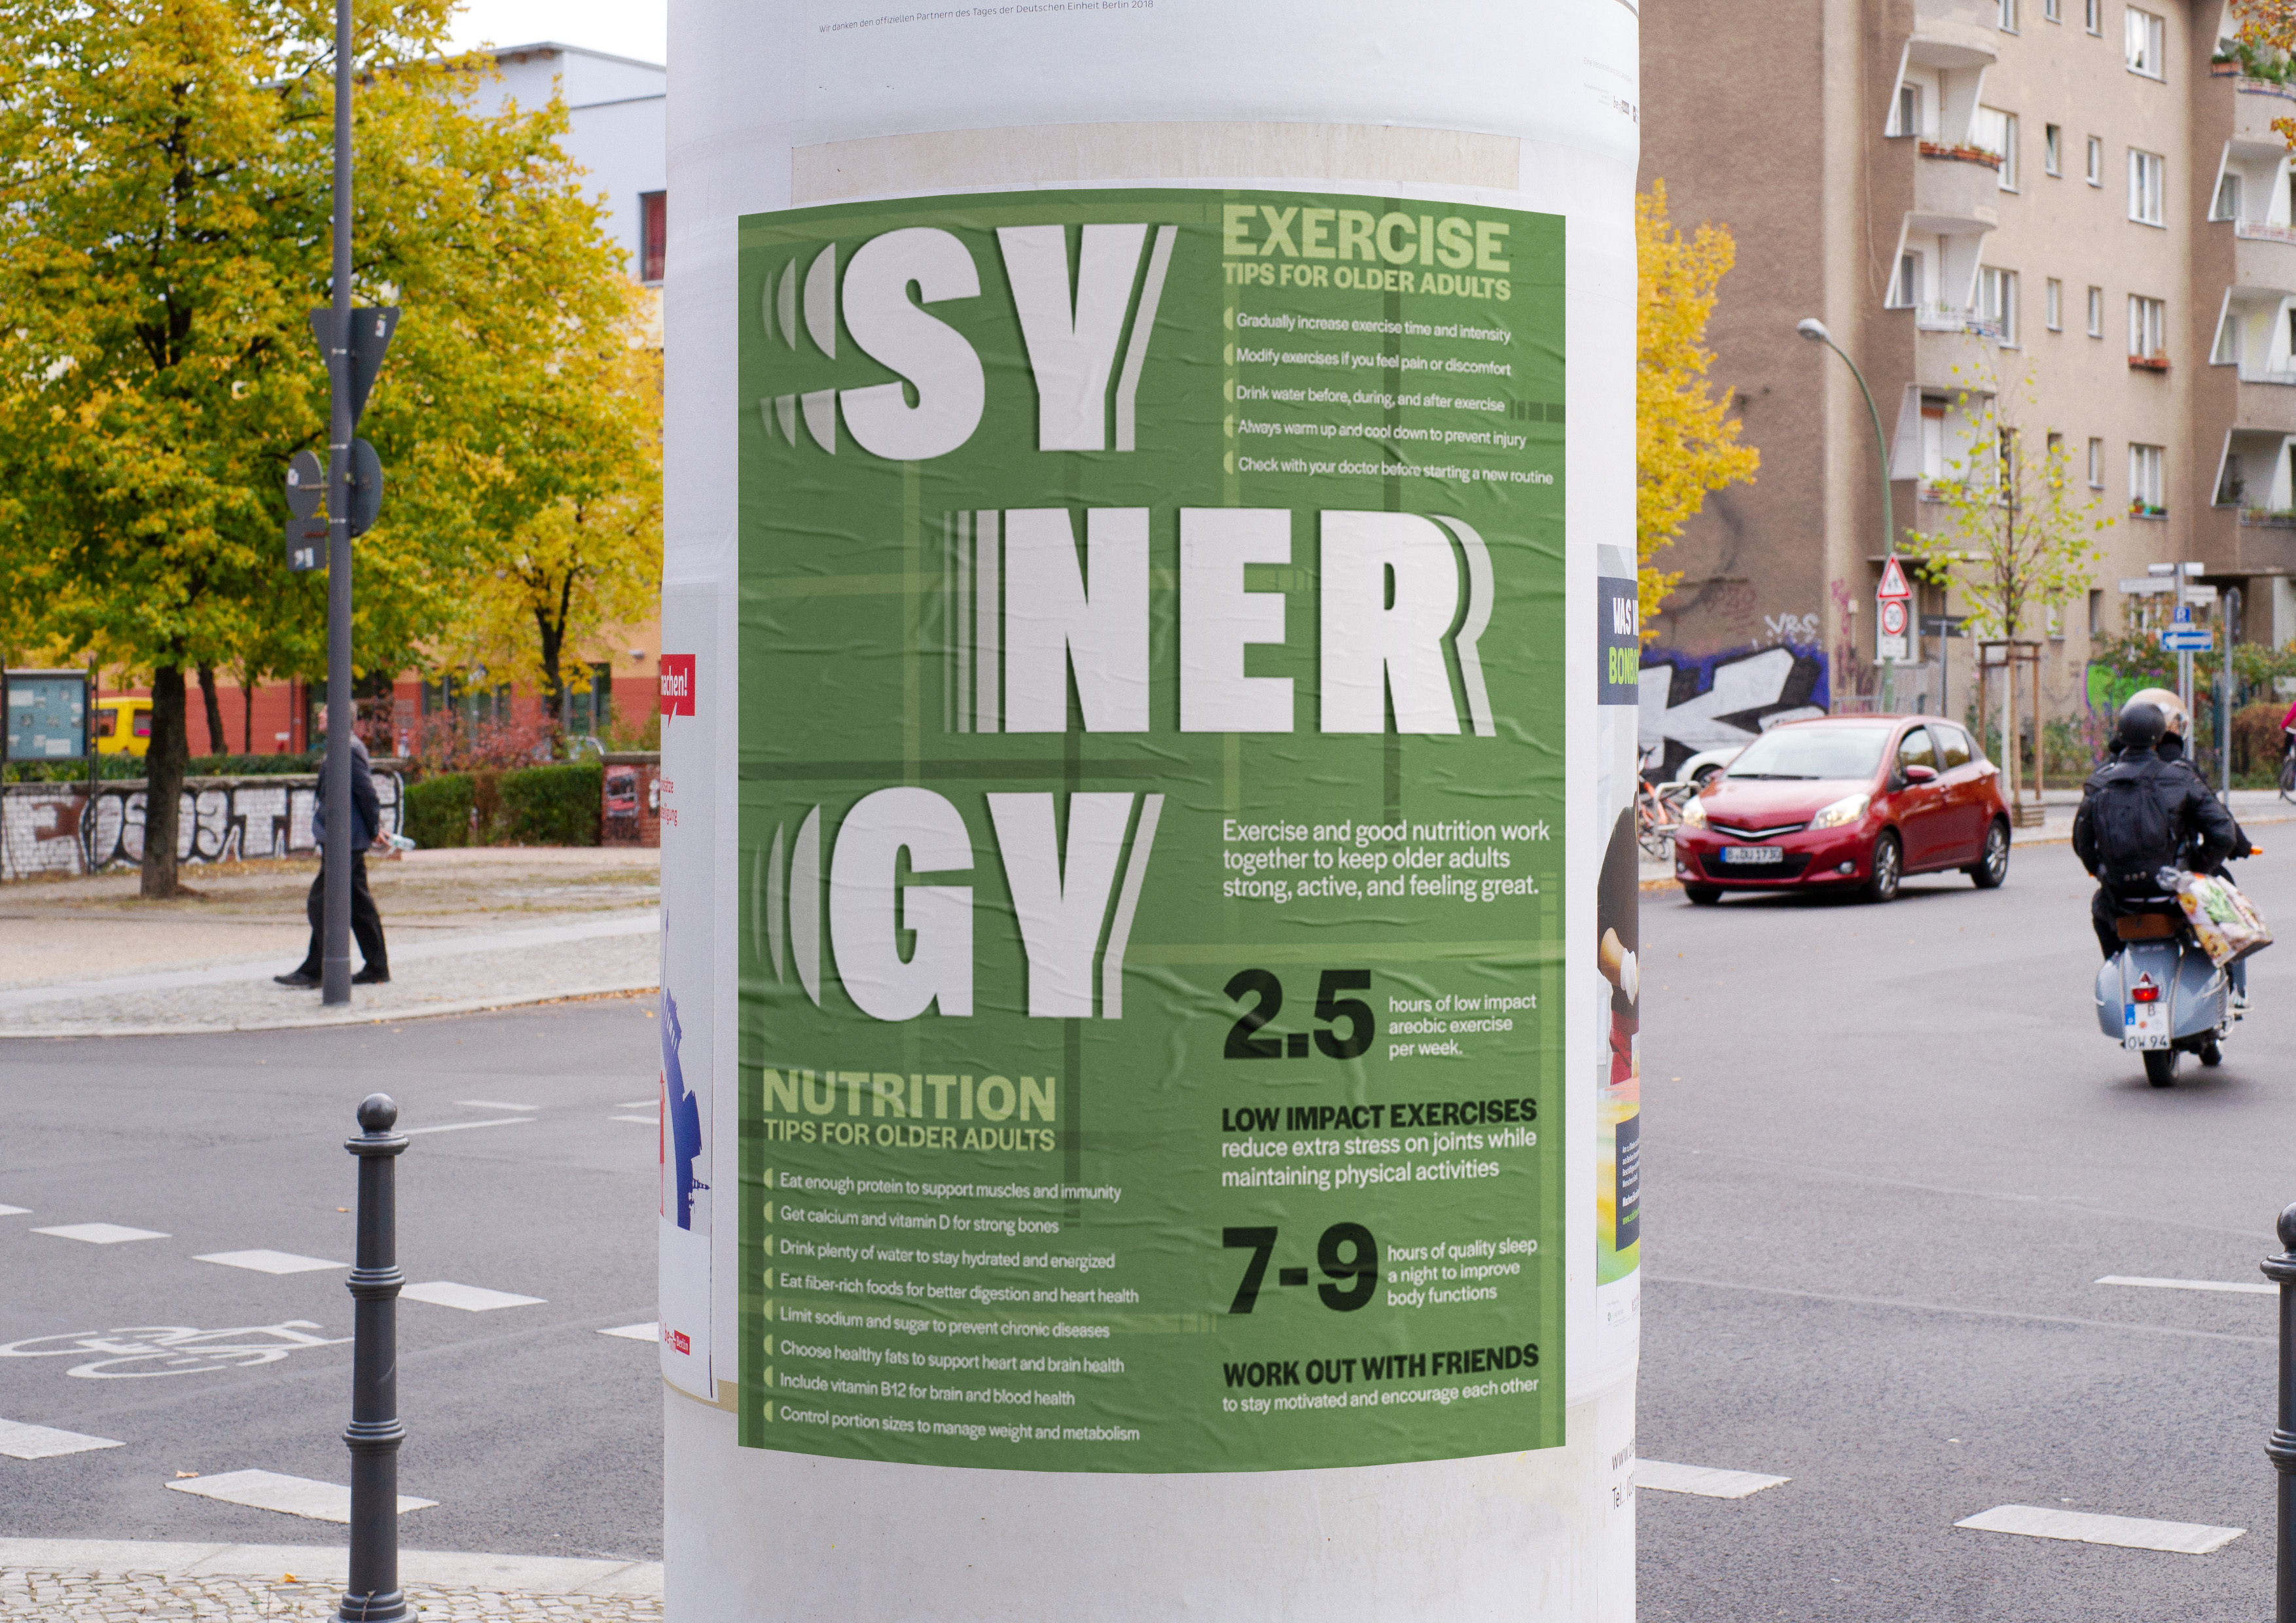 Wir danken den offiziellen Partnern des Tages der Deutschen Einheit Berlin 2018
SY
NER
GY
EXERCISE
TIPS FOR OLDER ADULTS
Gradually increase exercise time and intensity
Modify exercises if you feel pain or discomfort
Drink water before, during, and after exercise
Always warm up and cool down to prevent injury
Check with your doctor before starting a new routine
Exercise and good nutrition work
together to keep older adults
strong, active, and feeling great.
2.5
hours of low impact
areobic exercise
per week.
LOW IMPACT EXERCISES
reduce extra stress on joints while
maintaining physical activities
7-9
hours of quality sleep
a night to improve
body functions
WORK OUT WITH FRIENDS
to stay motivated and encourage each other
NUTRITION
TIPS FOR OLDER ADULTS
Eat enough protein to support muscles and immunity
Get calcium and vitamin D for strong bones
Drink plenty of water to stay hydrated and energized
Eat fiber-rich foods for better digestion and heart health
Limit sodium and sugar to prevent chronic diseases
Choose healthy fats to support heart and brain health
Include vitamin B12 for brain and blood health
Control portion sizes to manage weight and metabolism
achen!
WAS
BONB
Berlin
Tel.:
30
B
OW 94
B DU 1730